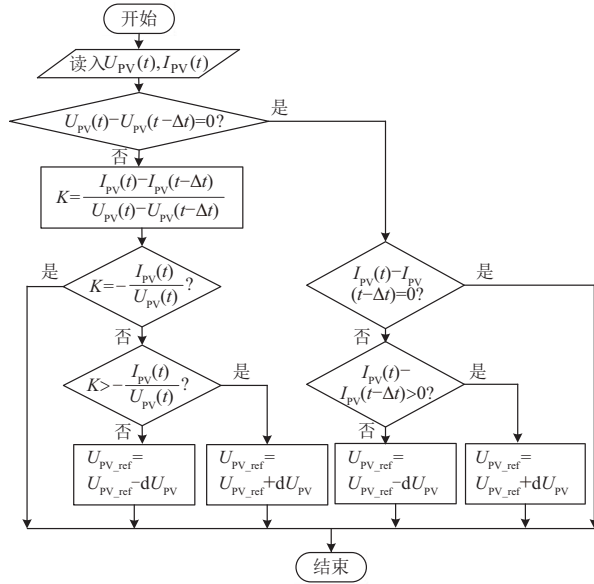 开始
读入U_PV(t),I_PV(t)
U_PV(t)−U_PV(t−Δt)=0?
是
否
K=
I_PV(t)−I_PV(t−Δt)
U_PV(t)−U_PV(t−Δt)
是
K=−I_PV(t)/U_PV(t)?
否
I_PV(t)−I_PV
(t−Δt)=0?
是
否
K>−I_PV(t)/U_PV(t)?
是
否
I_PV(t)−
I_PV(t−Δt)>0?
是
否
U_PV_ref=
U_PV_ref−dU_PV
U_PV_ref=
U_PV_ref+dU_PV
U_PV_ref=
U_PV_ref−dU_PV
U_PV_ref=
U_PV_ref+dU_PV
结束